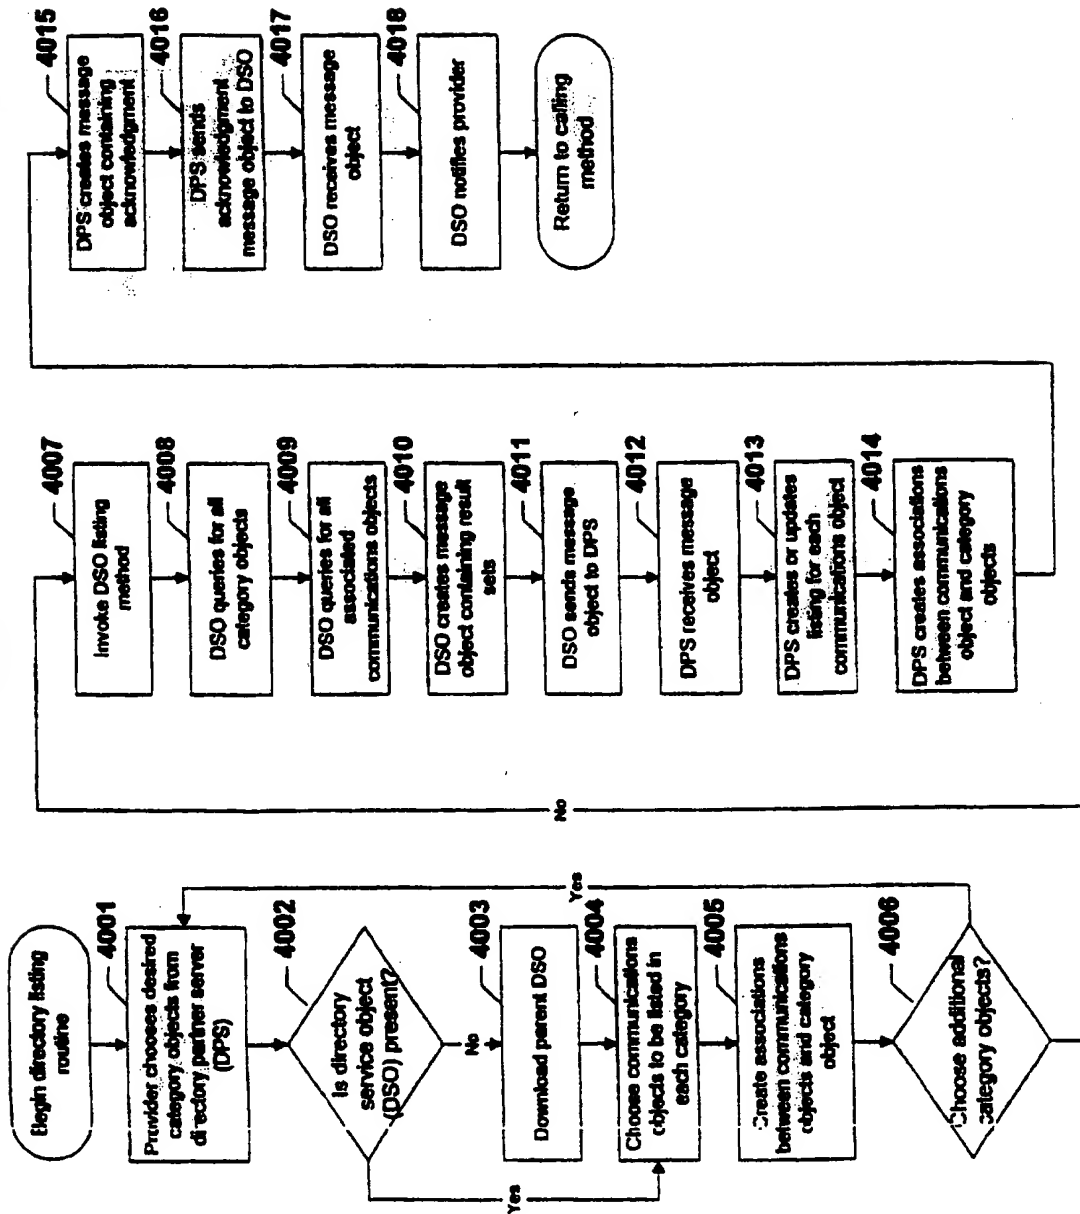 Begin directory listing
routine
4001
Provider chooses desired
category objects from
directory partner server
(DPS)
4002
Is directory
service object
(DSO) present?
No
Yes
4003
Download parent DSO
4004
Choose communications
objects to be listed in
each category
4005
Create associations
between communications
objects and category
object
4006
Choose additional
category objects?
Yes
No
4007
Invoke DSO listing
method
4008
DSO queries for all
category objects
4009
DSO queries for all
associated
communications objects
4010
DSO creates message
object containing result
sets
4011
DSO sends message
object to DPS
4012
DPS receives message
object
4013
DPS creates or updates
listing for each
communications object
4014
DPS creates associations
between communications
object and category
objects
4015
DPS creates message
object containing
acknowledgment
4016
DPS sends
acknowledgment
message object to DSO
4017
DSO receives message
object
4018
DSO notifies provider
Return to calling
method